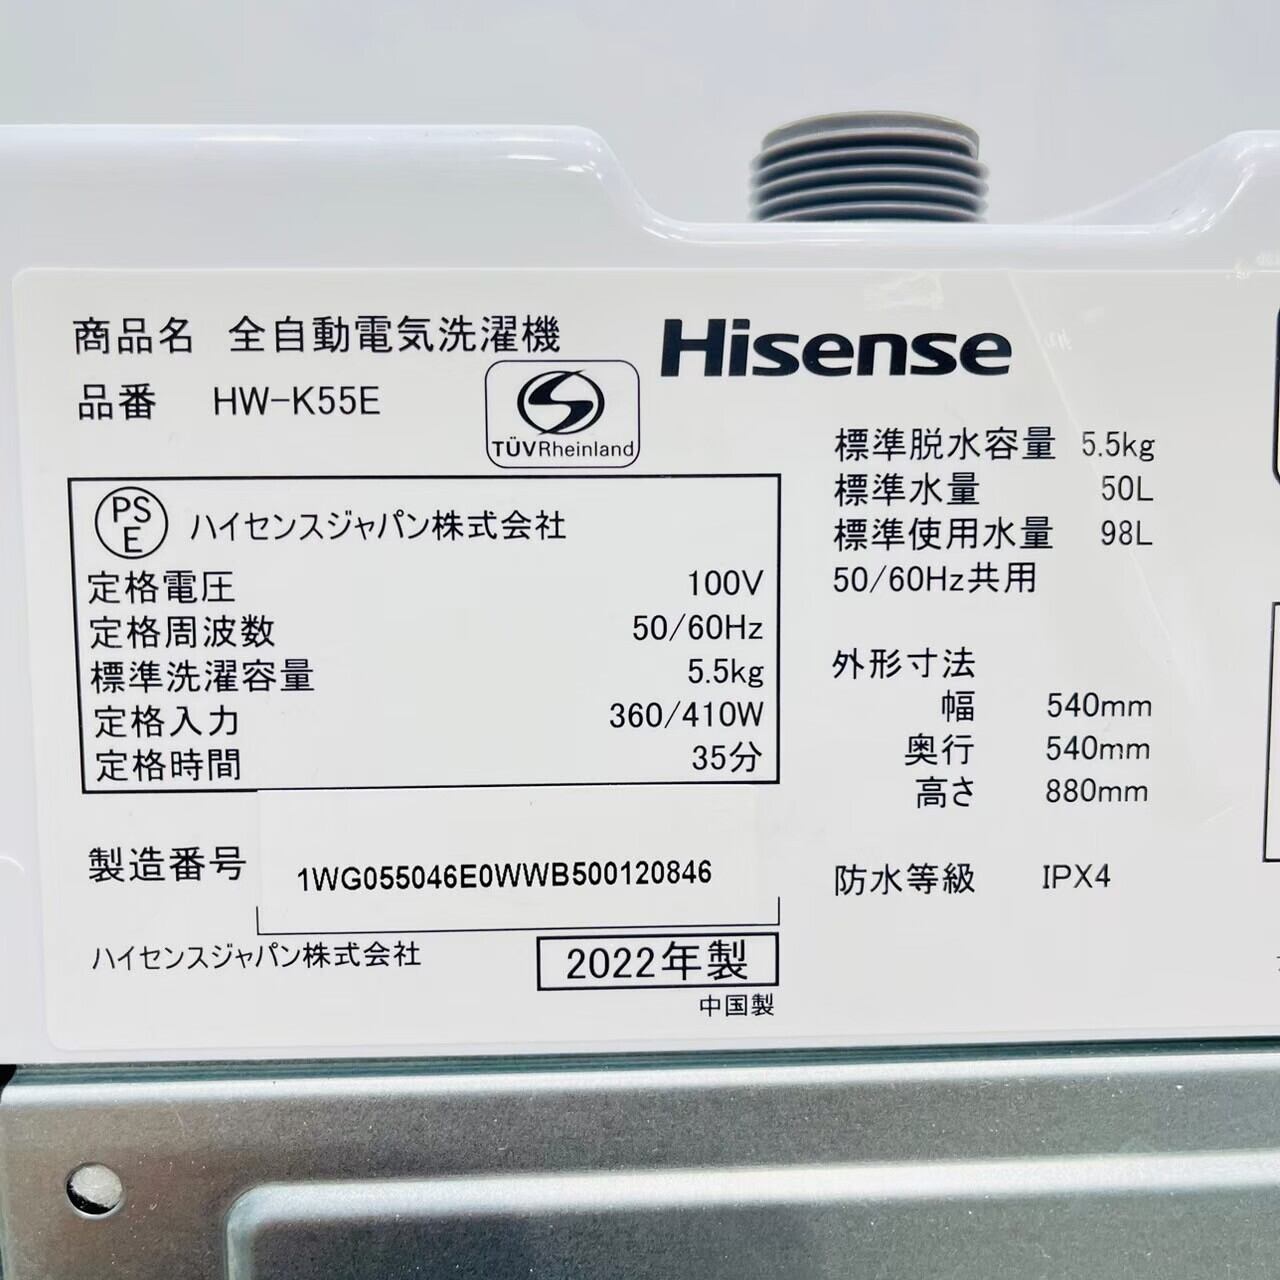 商品名 全自動電気洗濯機
品番 HW-K55E
TÜVRheinland
Hisense
PS
E
ハイセンスジャパン株式会社
定格電圧 100V
定格周波数 50/60Hz
標準洗濯容量 5.5kg
定格入力 360/410W
定格時間 35分
製造番号 1WG055046E0WWB500120846
ハイセンスジャパン株式会社
2022年製
中国製
標準脱水容量 5.5kg
標準水量 50L
標準使用水量 98L
50/60Hz共用
外形寸法
幅 540mm
奥行 540mm
高さ 880mm
防水等級 IPX4